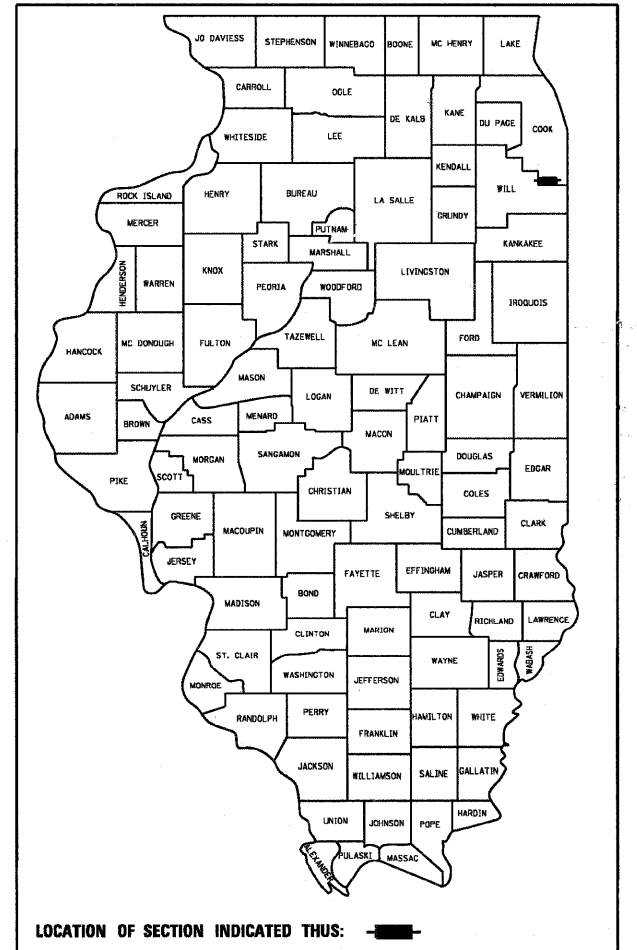 JO DAVIESS STEPHENSON WINNEBAGO BOONE MC HENRY LAKE
CARROLL OGLE DE KALB KANE DU PAGE COOK
WHITESIDE LEE KENDALL WILL
ROCK ISLAND HENRY BUREAU LA SALLE GRUNDY
MERCER PUTNAM
STARK MARSHALL KANKAKEE
HENDERSON WARREN KNOX PEORIA WOODFORD LIVINGSTON IROQUOIS
HANCOCK MC DONOUGH FULTON TAZEWELL MC LEAN FORD
SCHUYLER MASON LOGAN DE WITT CHAMPAIGN VERMILION
ADAMS BROWN CASS MENARD MACON PIATT
PIKE SCOTT MORGAN SANGAMON MOULTRIE DOUGLAS EDGAR
CHRISTIAN COLES
CALHOUN GREENE MACOUPIN MONTGOMERY SHELBY CUMBERLAND CLARK
JERSEY FAYETTE EFFINGHAM JASPER CRAWFORD
MADISON BOND CLAY RICHLAND LAWRENCE
CLINTON MARION
ST. CLAIR WASHINGTON JEFFERSON WAYNE EDWARDS WABASH
MONROE
RANDOLPH PERRY FRANKLIN HAMILTON WHITE
JACKSON WILLIAMSON SALINE GALLATIN
UNION JOHNSON POPE HARDIN
ALEXANDER PULASKI MASSAC
LOCATION OF SECTION INDICATED THUS: